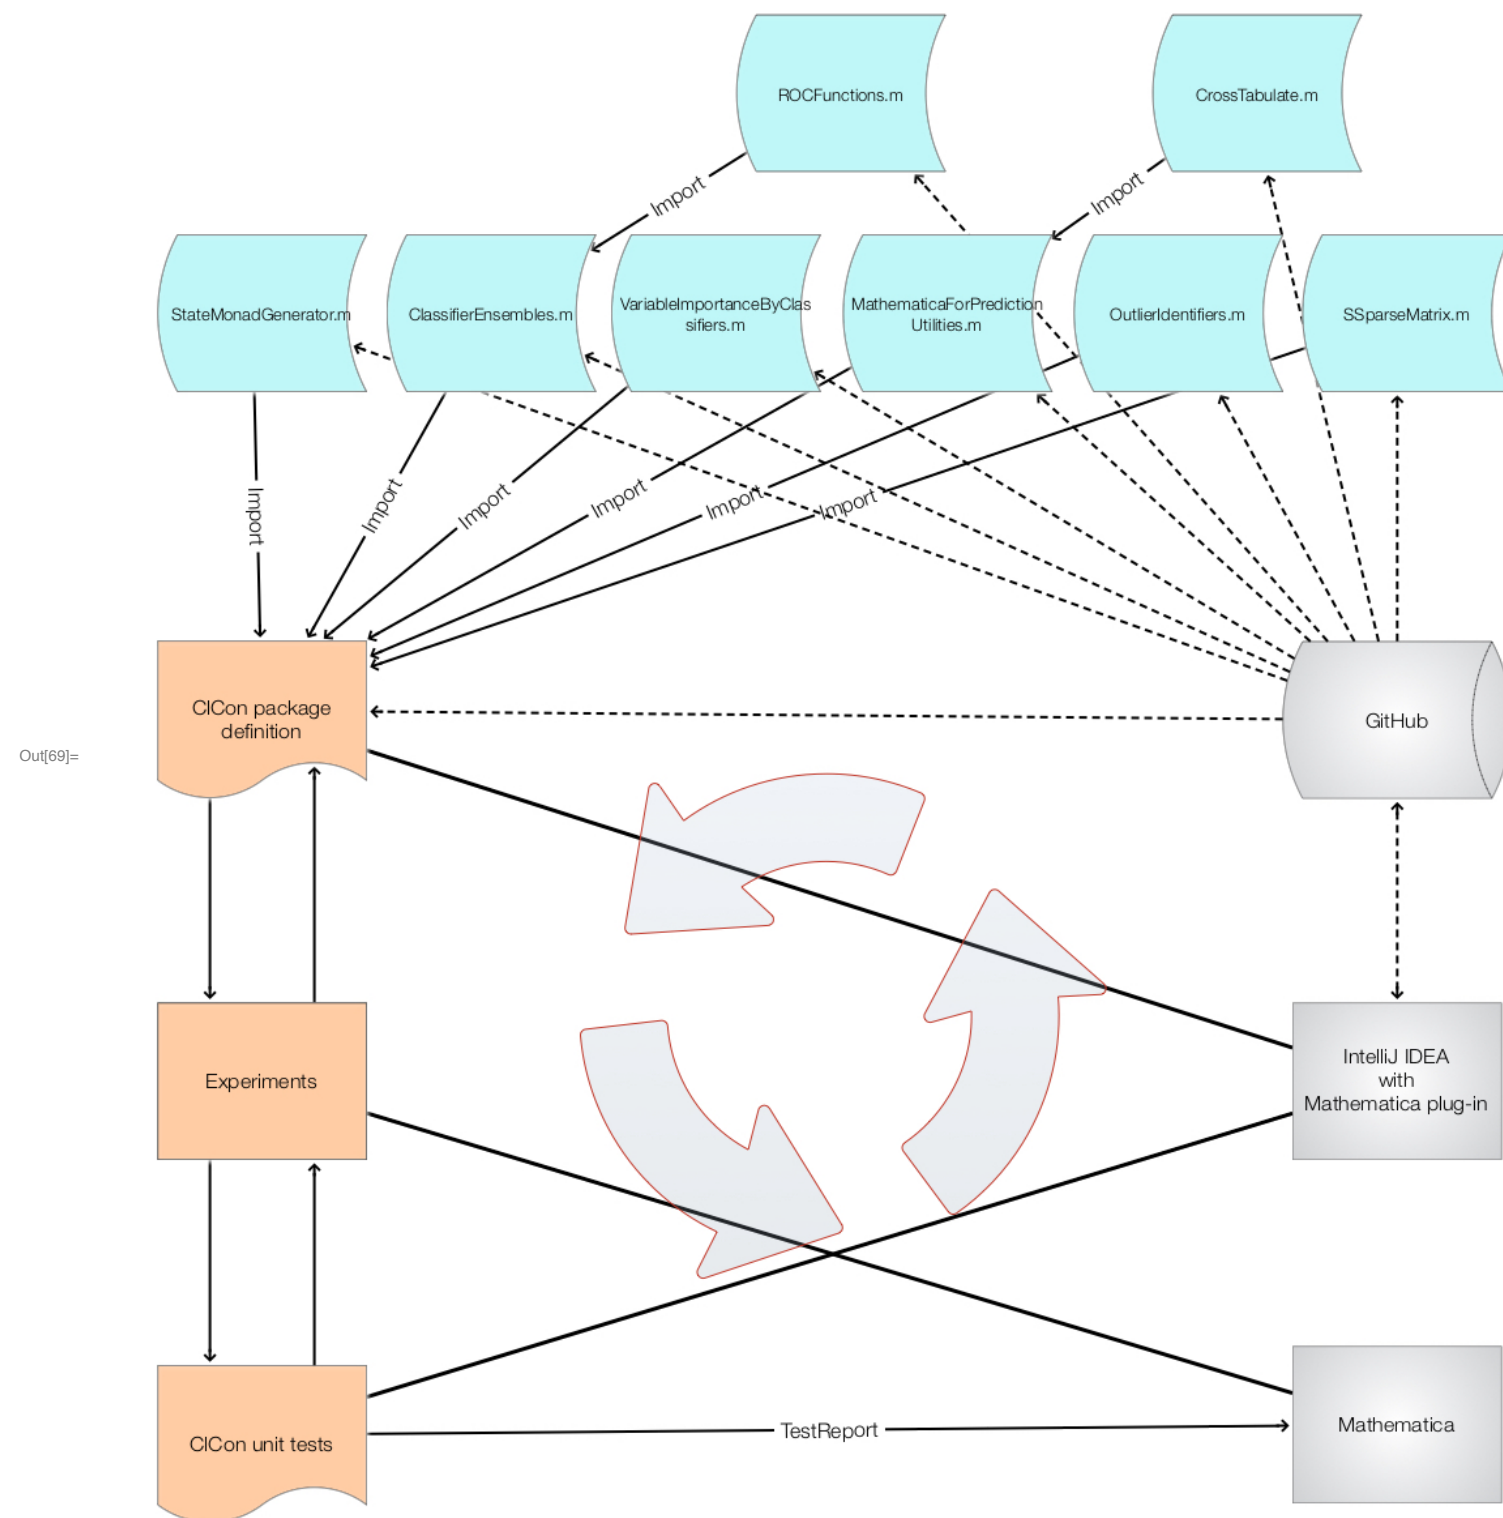 ROCFunctions.m
CrossTabulate.m
Import
Import
StateMonadGenerator.m
ClassifierEnsembles.m
VariableImportanceByClas
sifiers.m
MathematicaForPrediction
Utilities.m
OutlierIdentifiers.m
SSparseMatrix.m
Import
Import
Import
Import
Import
Import
ClCon package
definition
GitHub
Out[69]=
Experiments
IntelliJ IDEA
with
Mathematica plug-in
ClCon unit tests
TestReport
Mathematica